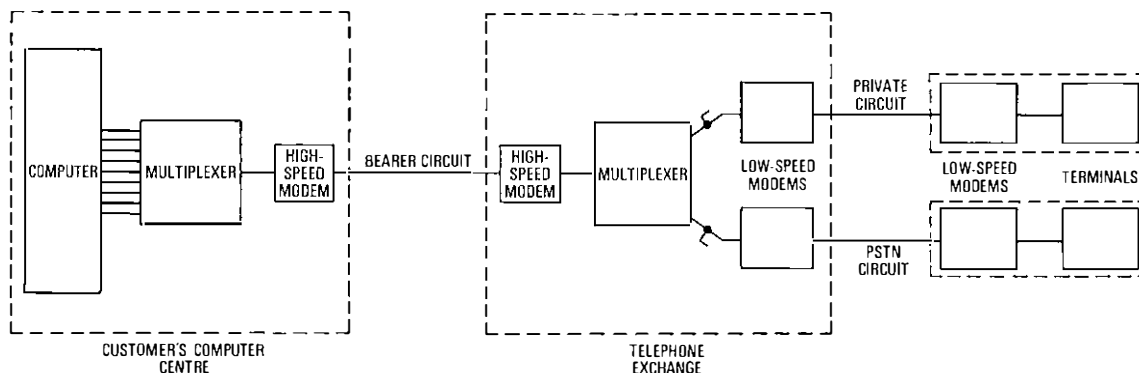 COMPUTER
MULTIPLEXER
HIGH-
SPEED
MODEM
BEARER CIRCUIT
HIGH-
SPEED
MODEM
MULTIPLEXER
LOW-SPEED
MODEMS
PRIVATE
CIRCUIT
PSTN
CIRCUIT
LOW-SPEED
MODEMS
TERMINALS
CUSTOMER'S COMPUTER
CENTRE
TELEPHONE
EXCHANGE